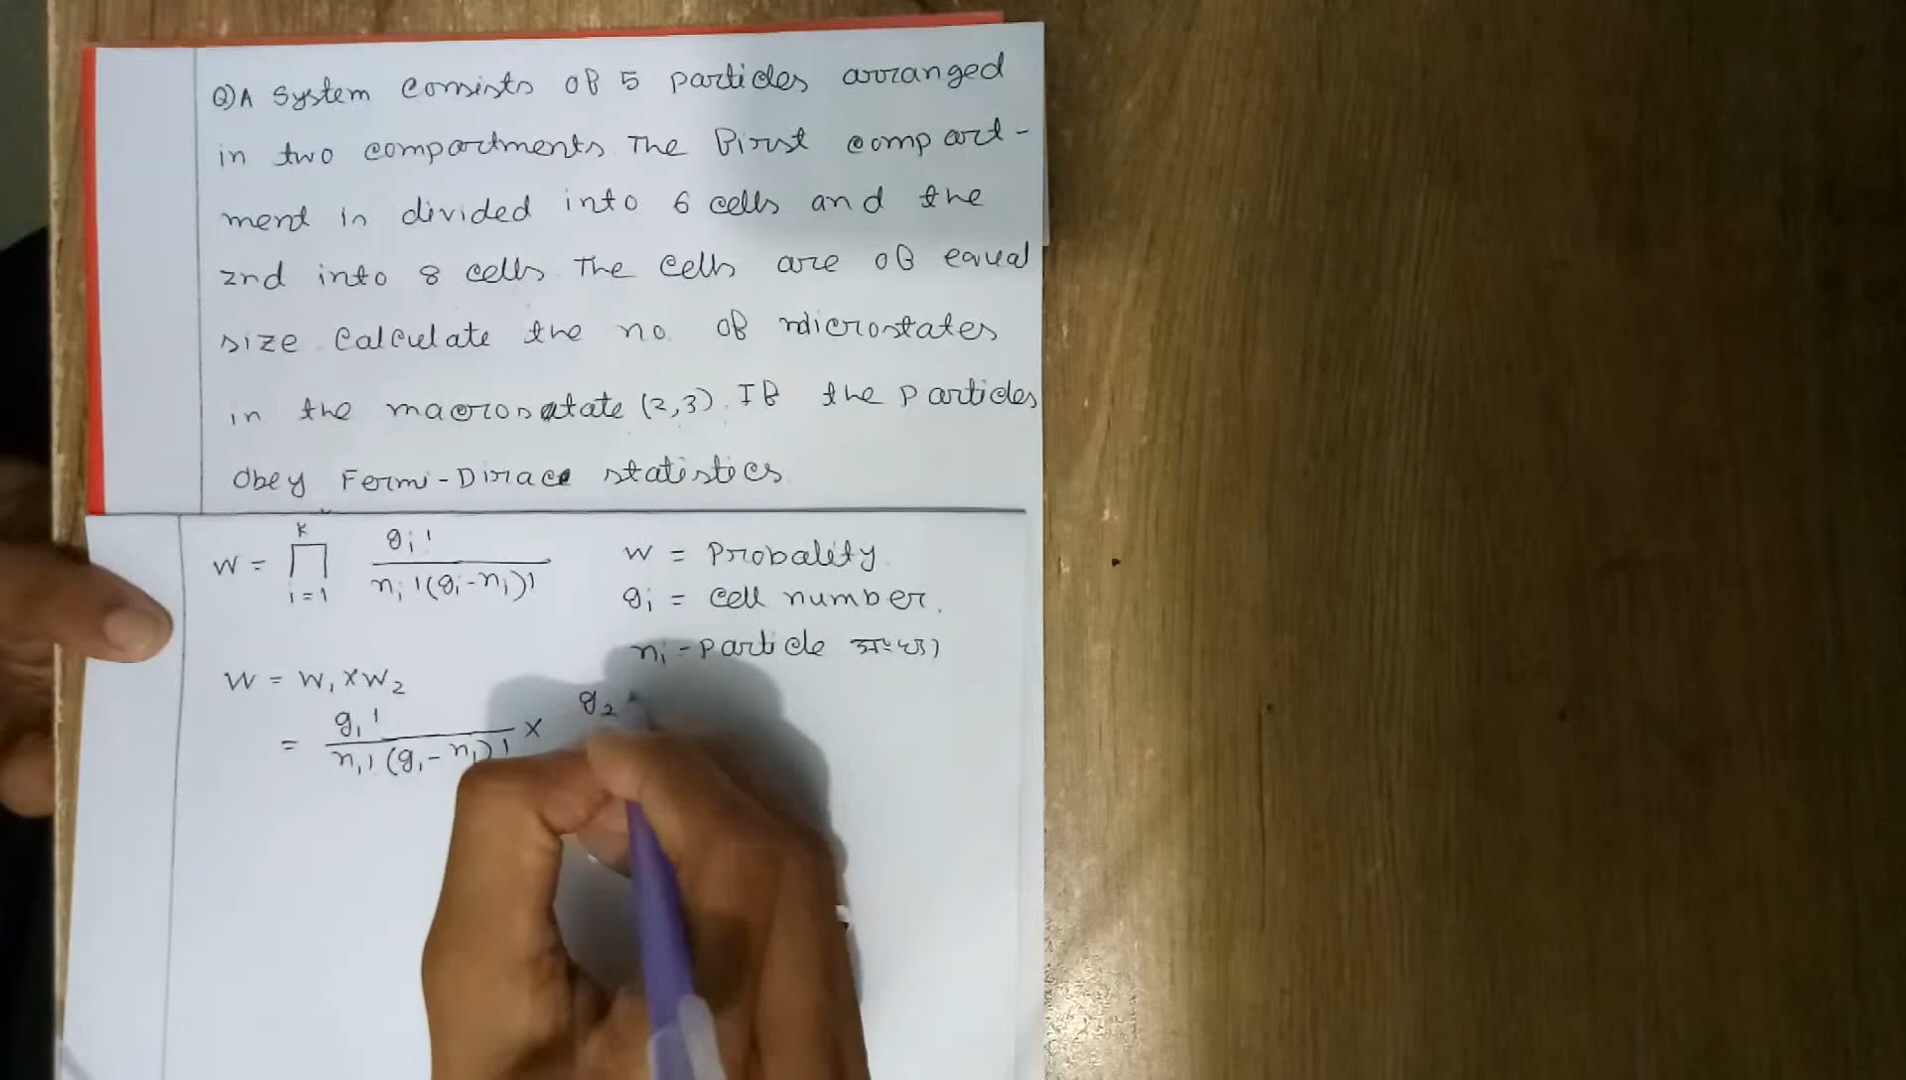 Q) A system consists of 5 particles arranged
in two compartments. The first compart-
ment is divided into 6 cells and the
2nd into 8 cells. The cells are of equal
size. Calculate the no. of microstates
in the macrostate (2,3). If the particles
obey Fermi-Dirac statistics.
W = ∏ k i=1 gi! / ni!(gi-ni)!
W = Probality.
gi = cell number.
ni - particle সংখ্যা
W = W1 x W2
= g1! / n1!(g1-n1)! x g2